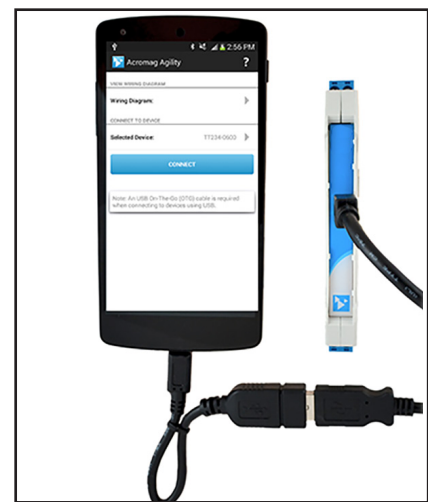 2:56 PM
Acromag Agility ?
VIEW WIRING DIAGRAM
Wiring Diagram:
CONNECT TO DEVICE
Selected Device: TT234-0603
CONNECT
Note: An USB On-The-Go (OTG) cable is required
when connecting to devices using USB.